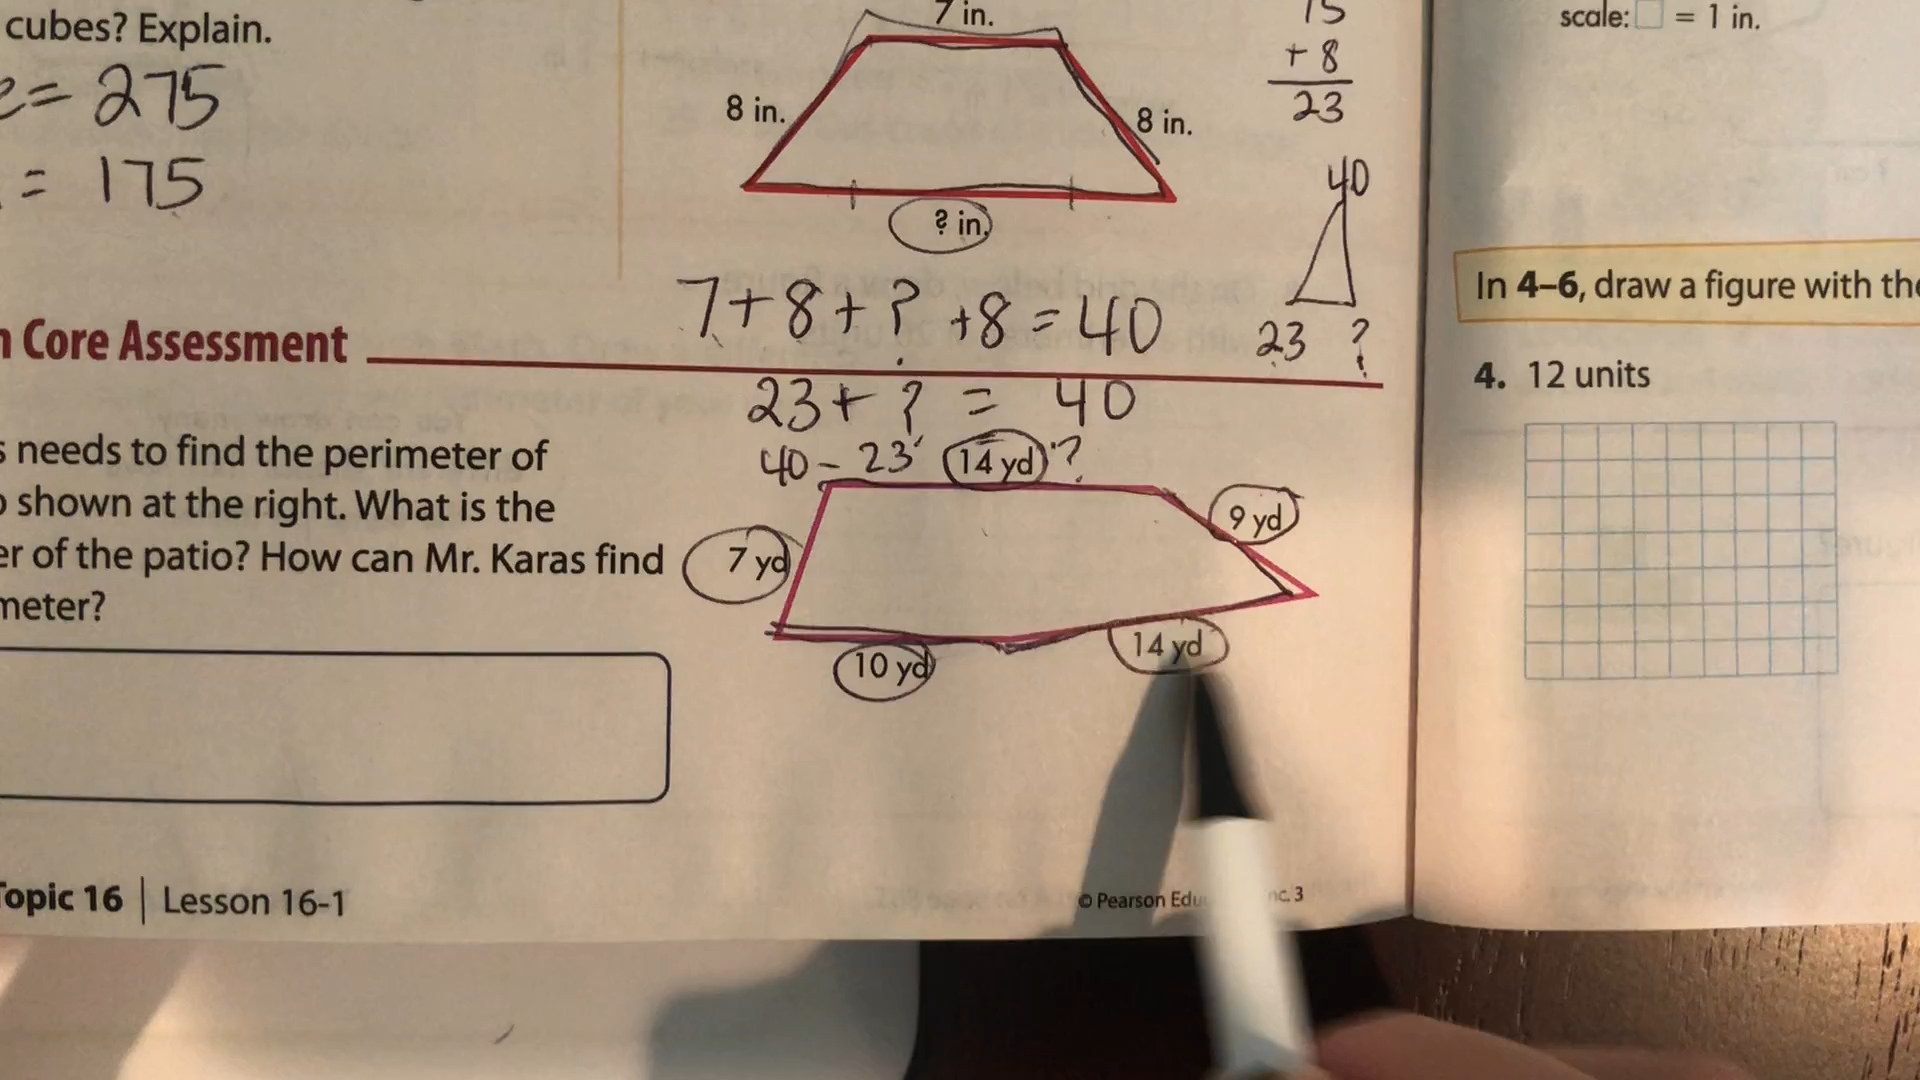 cubes? Explain.
= 275
= 175
7 in.
8 in.
8 in.
? in.
15
+ 8
23
40
23 ?
7 + 8 + ? + 8 = 40
Core Assessment
23 + ? = 40
40 - 23 = ?
needs to find the perimeter of
shown at the right. What is the
er of the patio? How can Mr. Karas find
meter?
14 yd
9 yd
7 yd
10 yd
14 yd
Topic 16 | Lesson 16-1
© Pearson Edu nc. 3
scale: = 1 in.
In 4–6, draw a figure with the
4. 12 units